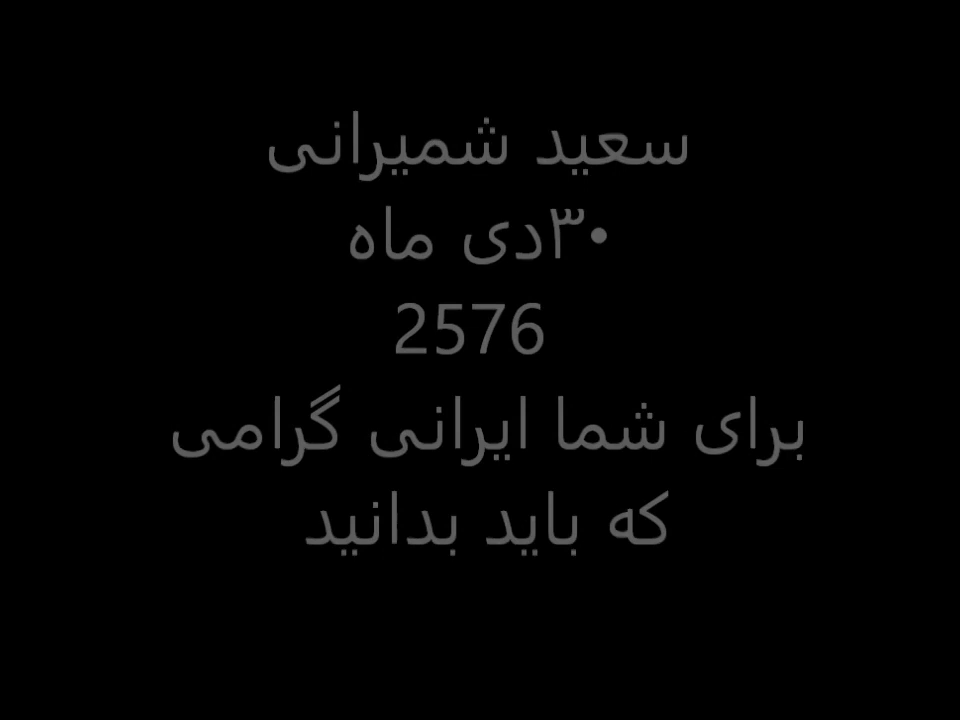 سعید شمیرانی
۳۰دی ماه
2576
برای شما ایرانی گرامی
که باید بدانید